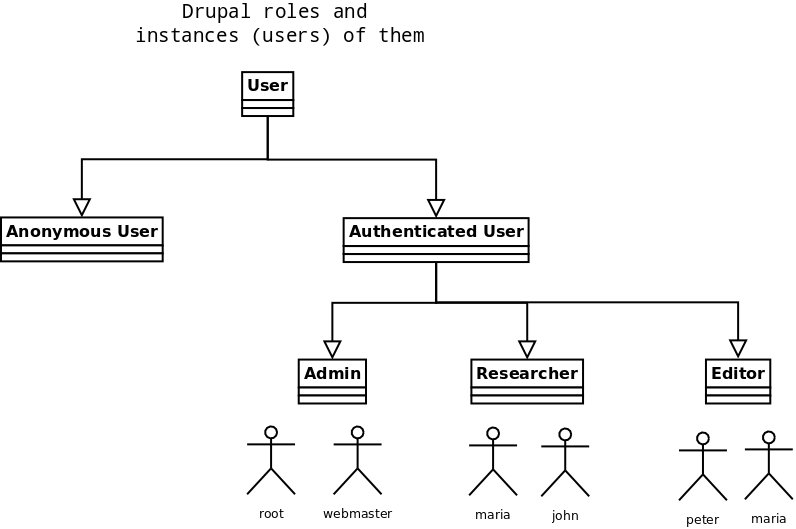 Drupal roles and
instances (users) of them
User
Anonymous User
Authenticated User
Admin
Researcher
Editor
root
webmaster
maria
john
peter
maria